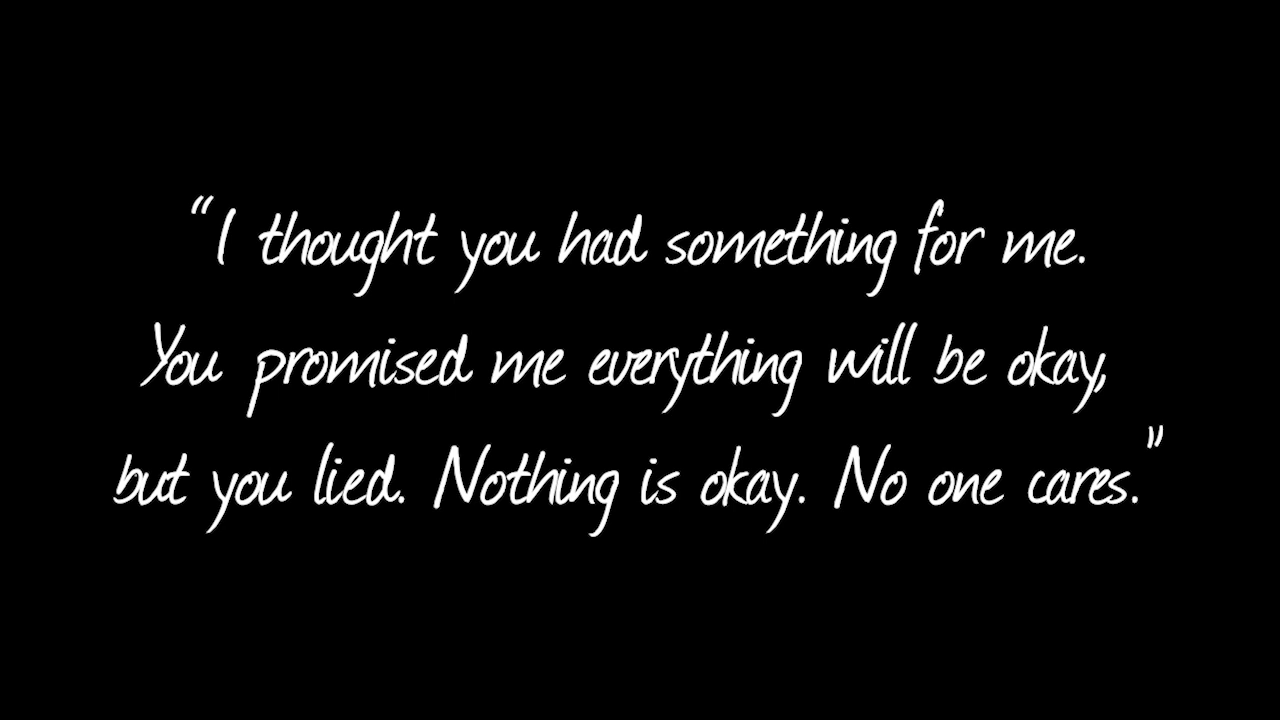 “I thought you had something for me.
You promised me everything will be okay,
but you lied. Nothing is okay. No one cares.”